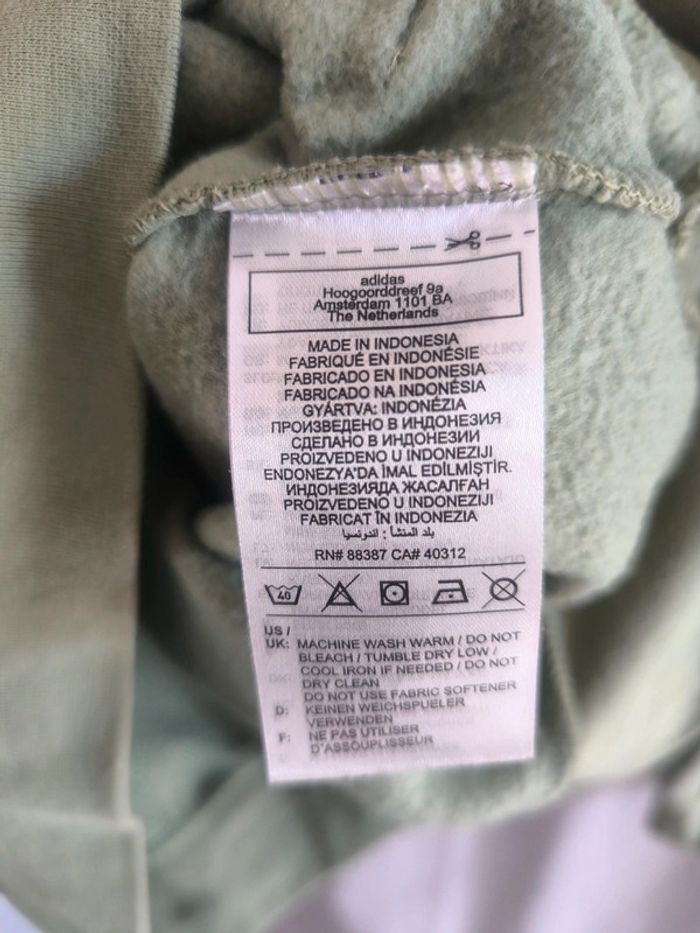 adidas
Hoogoorddreef 9a
Amsterdam 1101 BA
The Netherlands
MADE IN INDONESIA
FABRIQUÉ EN INDONÉSIE
FABRICADO EN INDONESIA
FABRICADO NA INDONÉSIA
GYÁRTVA: INDONÉZIA
ПРОИЗВЕДЕНО В ИНДОНЕЗИЯ
СДЕЛАНО В ИНДОНЕЗИИ
PROIZVEDENO U INDONEZIJI
ENDONEZYA'DA İMAL EDİLMİŞTİR.
ИНДОНЕЗИЯДА ЖАСАЛҒАН
PROIZVEDENO U INDONEZIJI
FABRICAT ÎN INDONEZIA
بلد المنشأ : اندونسيا
RN# 88387 CA# 40312
40
US /
UK: MACHINE WASH WARM / DO NOT
BLEACH / TUMBLE DRY LOW /
COOL IRON IF NEEDED / DO NOT
DRY CLEAN
DO NOT USE FABRIC SOFTENER
D: KEINEN WEICHSPUELER
VERWENDEN
F: NE PAS UTILISER
D'ASSOUPLISSEUR